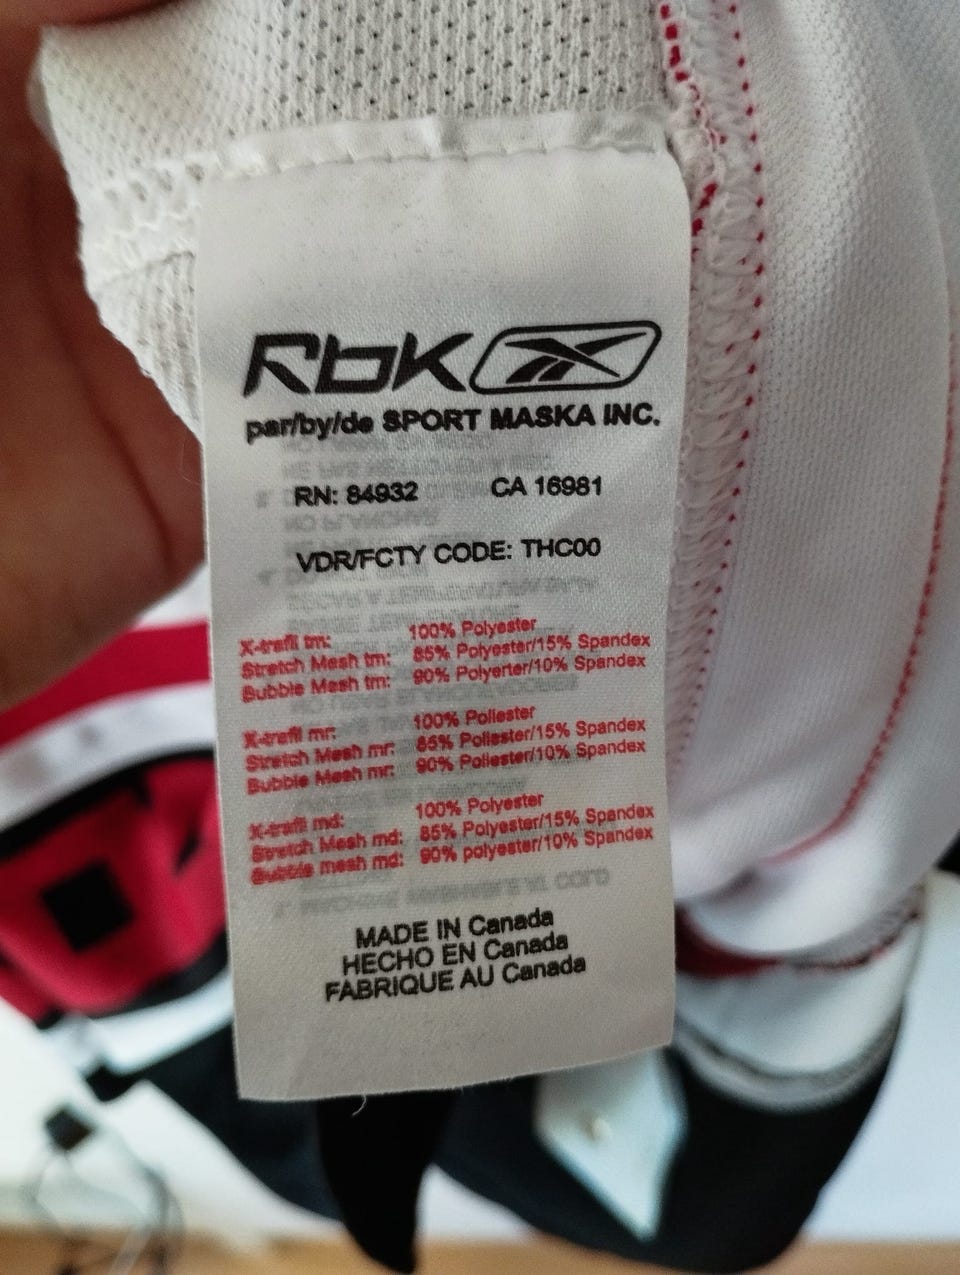 Rbk
par/by/de SPORT MASKA INC.
RN: 84932 CA 16981
VDR/FCTY CODE: THC00
X-trafil tm: 100% Polyester
Stretch Mesh tm: 85% Polyester/15% Spandex
Bubble Mesh tm: 90% Polyerter/10% Spandex
X-trafil mr: 100% Poliester
Stretch Mesh mr: 85% Poliester/15% Spandex
Bubble Mesh mr: 90% Poliester/10% Spandex
X-trafil md: 100% Polyester
Stretch Mesh md: 85% Polyester/15% Spandex
Bubble mesh md: 90% polyester/10% Spandex
MADE IN Canada
HECHO EN Canada
FABRIQUE AU Canada